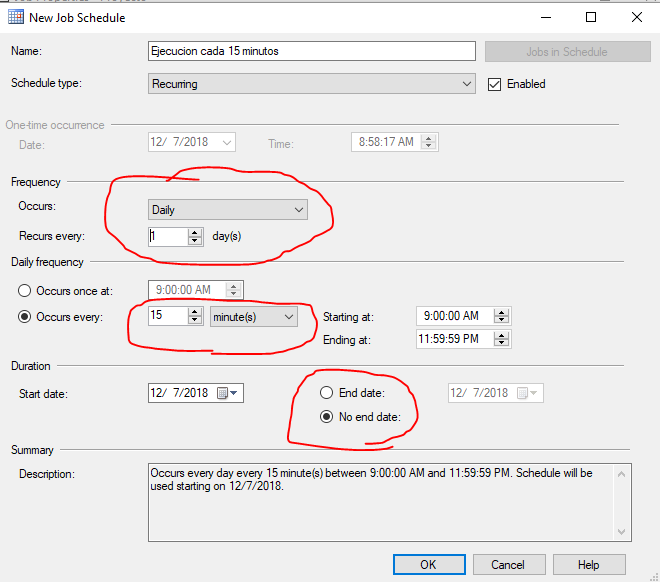 New Job Schedule
Name: Ejecucion cada 15 minutos Jobs in Schedule
Schedule type: Recurring Enabled
One-time occurrence
Date: 12/ 7/2018 Time: 8:58:17 AM
Frequency
Occurs: Daily
Recurs every: 1 day(s)
Daily frequency
Occurs once at: 9:00:00 AM
Occurs every: 15 minute(s) Starting at: 9:00:00 AM
Ending at: 11:59:59 PM
Duration
Start date: 12/ 7/2018 End date: 12/ 7/2018
No end date:
Summary
Description: Occurs every day every 15 minute(s) between 9:00:00 AM and 11:59:59 PM. Schedule will be
used starting on 12/7/2018.
OK Cancel Help